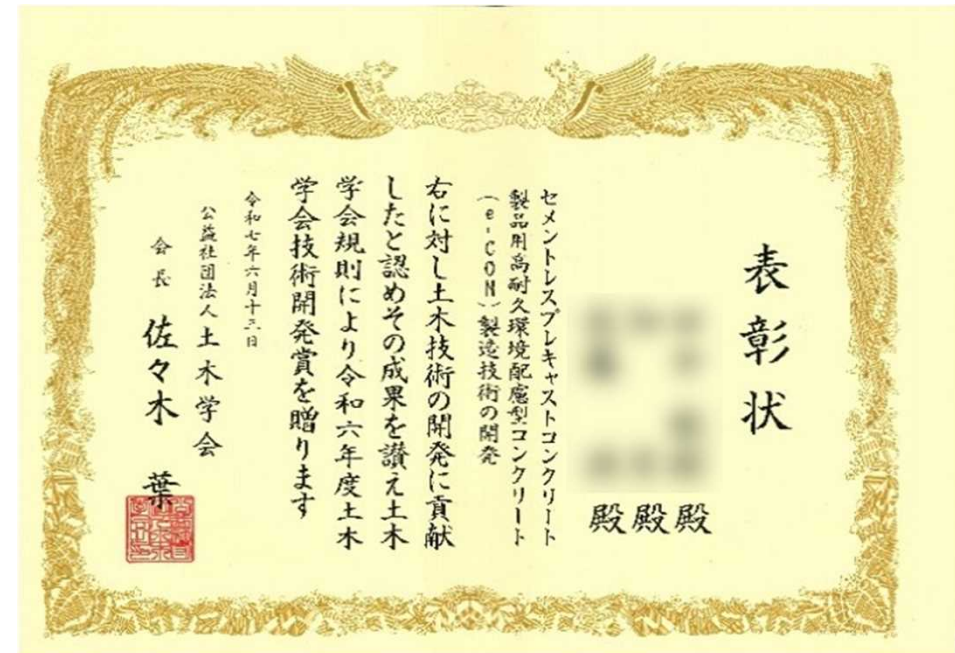 表彰状
殿殿殿
セメントレスプレキャストコンクリート
製品用高耐久環境配慮型コンクリート
(e-CON)製造技術の開発
右に対し土木技術の開発に貢献
したと認めその成果を讃え土木
学会規則により令和六年度土木
学会技術開発賞を贈ります
令和七年六月十三日
公益社団法人土木学会
会長 佐々木 葉